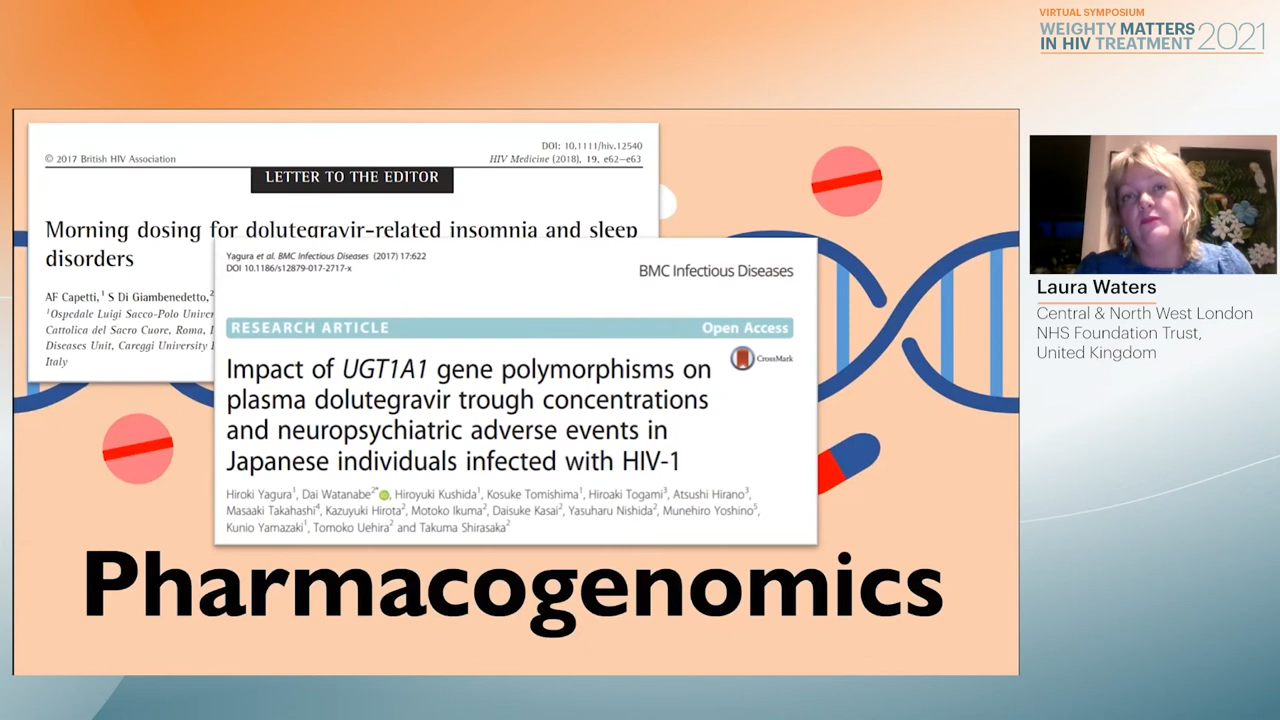 VIRTUAL SYMPOSIUM
WEIGHTY MATTERS
IN HIV TREATMENT 2021
DOI: 10.1111/hiv.12540
© 2017 British HIV Association
HIV Medicine (2018), 19, e62–e63
LETTER TO THE EDITOR
Morning dosing for dolutegravir-related insomnia and sleep
disorders
AF Capetti,1 S Di Giambenedetto,2
1Ospedale Luigi Sacco-Polo
Cattolica del Sacro Cuore, Roma,
Diseases Unit, Careggi University
Italy
Yagura et al. BMC Infectious Diseases (2017) 17:622
DOI 10.1186/s12879-017-2717-x
BMC Infectious Diseases
RESEARCH ARTICLE
Open Access
CrossMark
Impact of UGT1A1 gene polymorphisms on
plasma dolutegravir trough concentrations
and neuropsychiatric adverse events in
Japanese individuals infected with HIV-1
Hiroki Yagura1, Dai Watanabe2*, Hiroyuki Kushida1, Kosuke Tomishima1, Hiroaki Togami3, Atsushi Hirano3,
Masaaki Takahashi4, Kazuyuki Hirota2, Motoko Ikuma2, Daisuke Kasai2, Yasuharu Nishida2, Munehiro Yoshino5,
Kunio Yamazaki1, Tomoko Uehira2 and Takuma Shirasaka2
Pharmacogenomics
Laura Waters
Central & North West London
NHS Foundation Trust,
United Kingdom